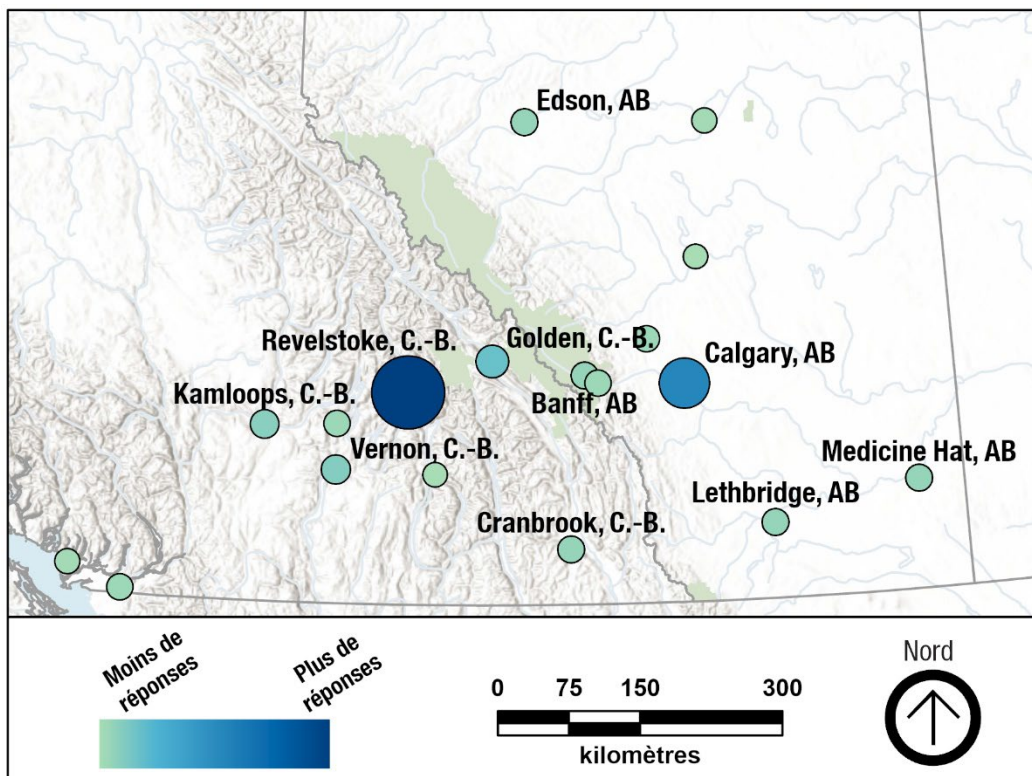 Edson, AB
Revelstoke, C.-B.
Golden, C.-B.
Calgary, AB
Kamloops, C.-B.
Banff, AB
Vernon, C.-B.
Medicine Hat, AB
Lethbridge, AB
Cranbrook, C.-B.
Moins de
réponses
Plus de
réponses
0 75 150 300
kilomètres
Nord